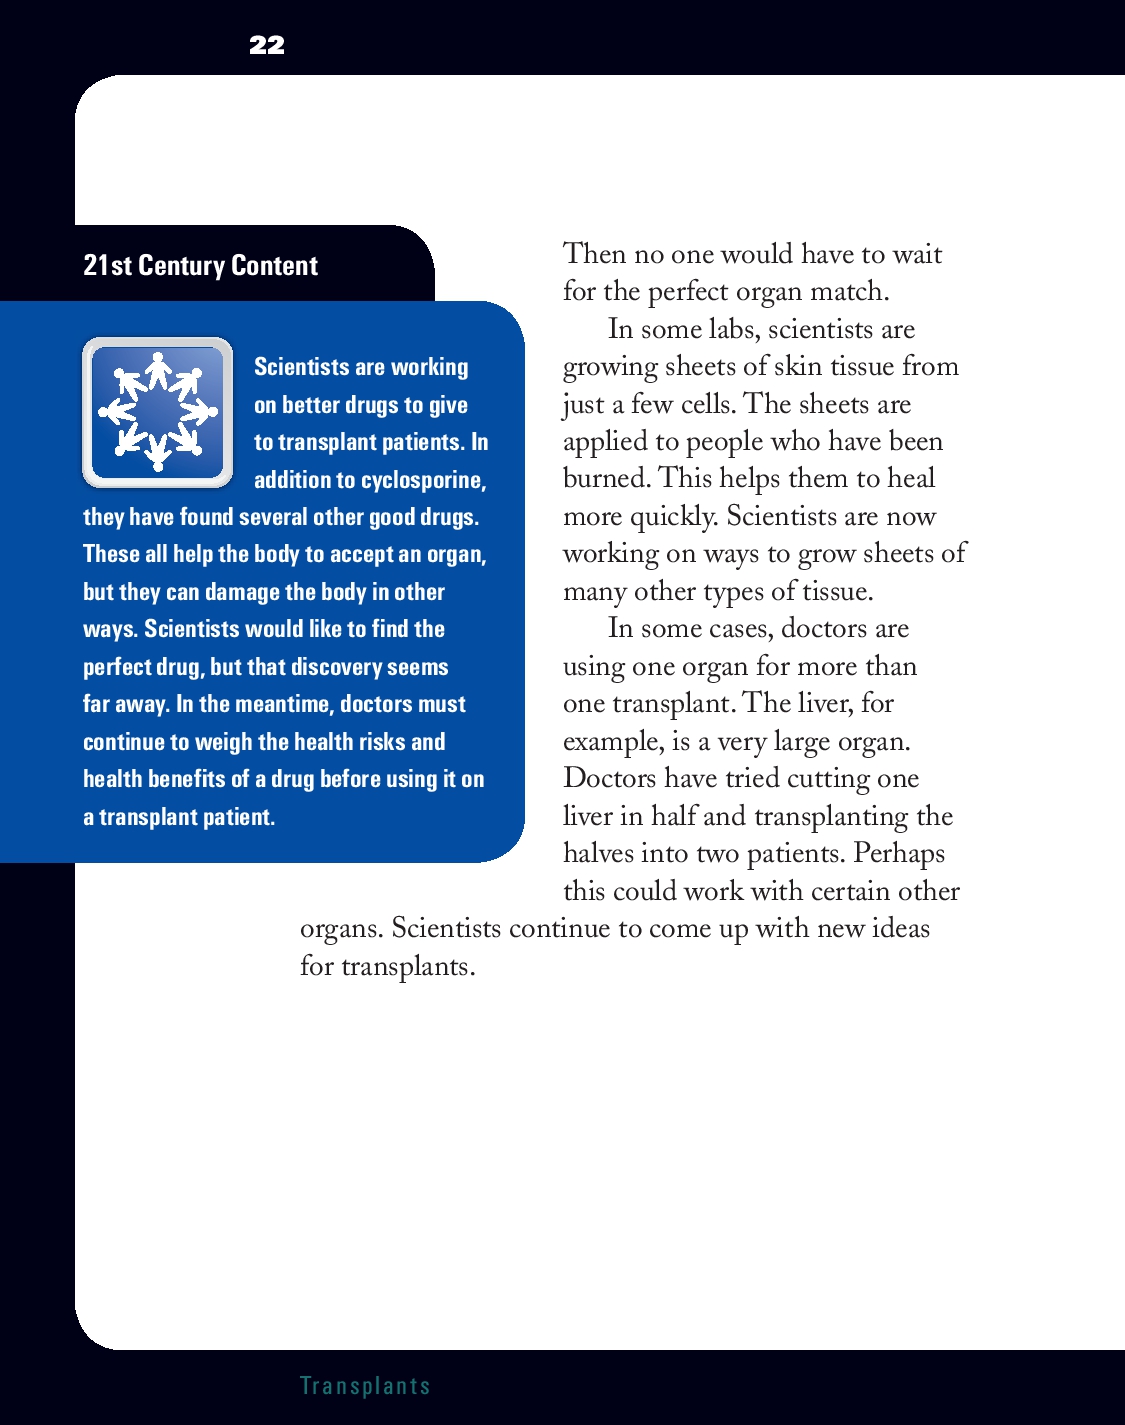 22
21st Century Content
Scientists are working
on better drugs to give
to transplant patients. In
addition to cyclosporine,
they have found several other good drugs.
These all help the body to accept an organ,
but they can damage the body in other
ways. Scientists would like to find the
perfect drug, but that discovery seems
far away. In the meantime, doctors must
continue to weigh the health risks and
health benefits of a drug before using it on
a transplant patient.
Then no one would have to wait
for the perfect organ match.
In some labs, scientists are
growing sheets of skin tissue from
just a few cells. The sheets are
applied to people who have been
burned. This helps them to heal
more quickly. Scientists are now
working on ways to grow sheets of
many other types of tissue.
In some cases, doctors are
using one organ for more than
one transplant. The liver, for
example, is a very large organ.
Doctors have tried cutting one
liver in half and transplanting the
halves into two patients. Perhaps
this could work with certain other
organs. Scientists continue to come up with new ideas
for transplants.
Transplants